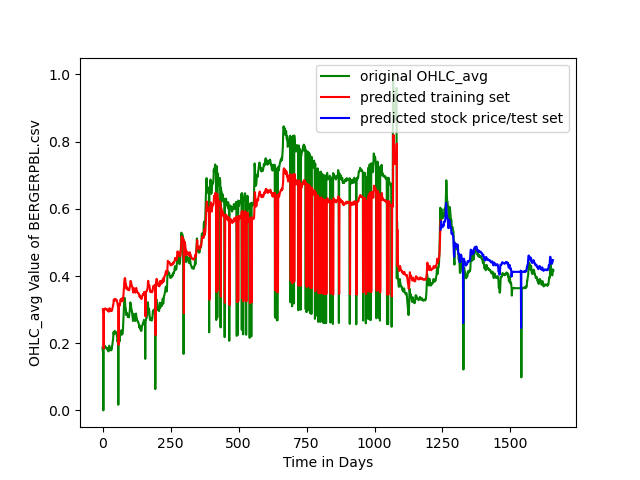 original OHLC_avg
predicted training set
predicted stock price/test set
1.0
0.8
0.6
0.4
0.2
0.0
OHLC_avg Value of BERGERPBL.csv
0 250 500 750 1000 1250 1500
Time in Days